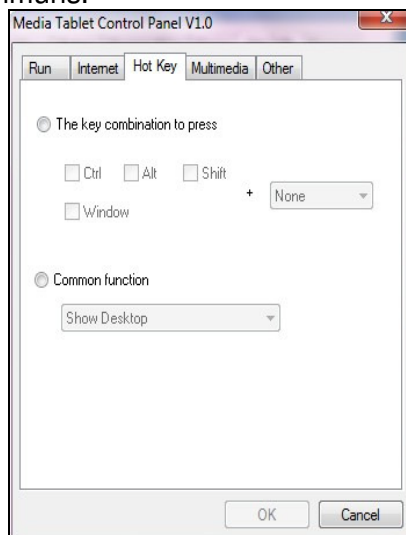 Media Tablet Control Panel V1.0
X
Run Internet Hot Key Multimedia Other
The key combination to press
Ctrl Alt Shift
+ None
Window
Common function
Show Desktop
OK Cancel